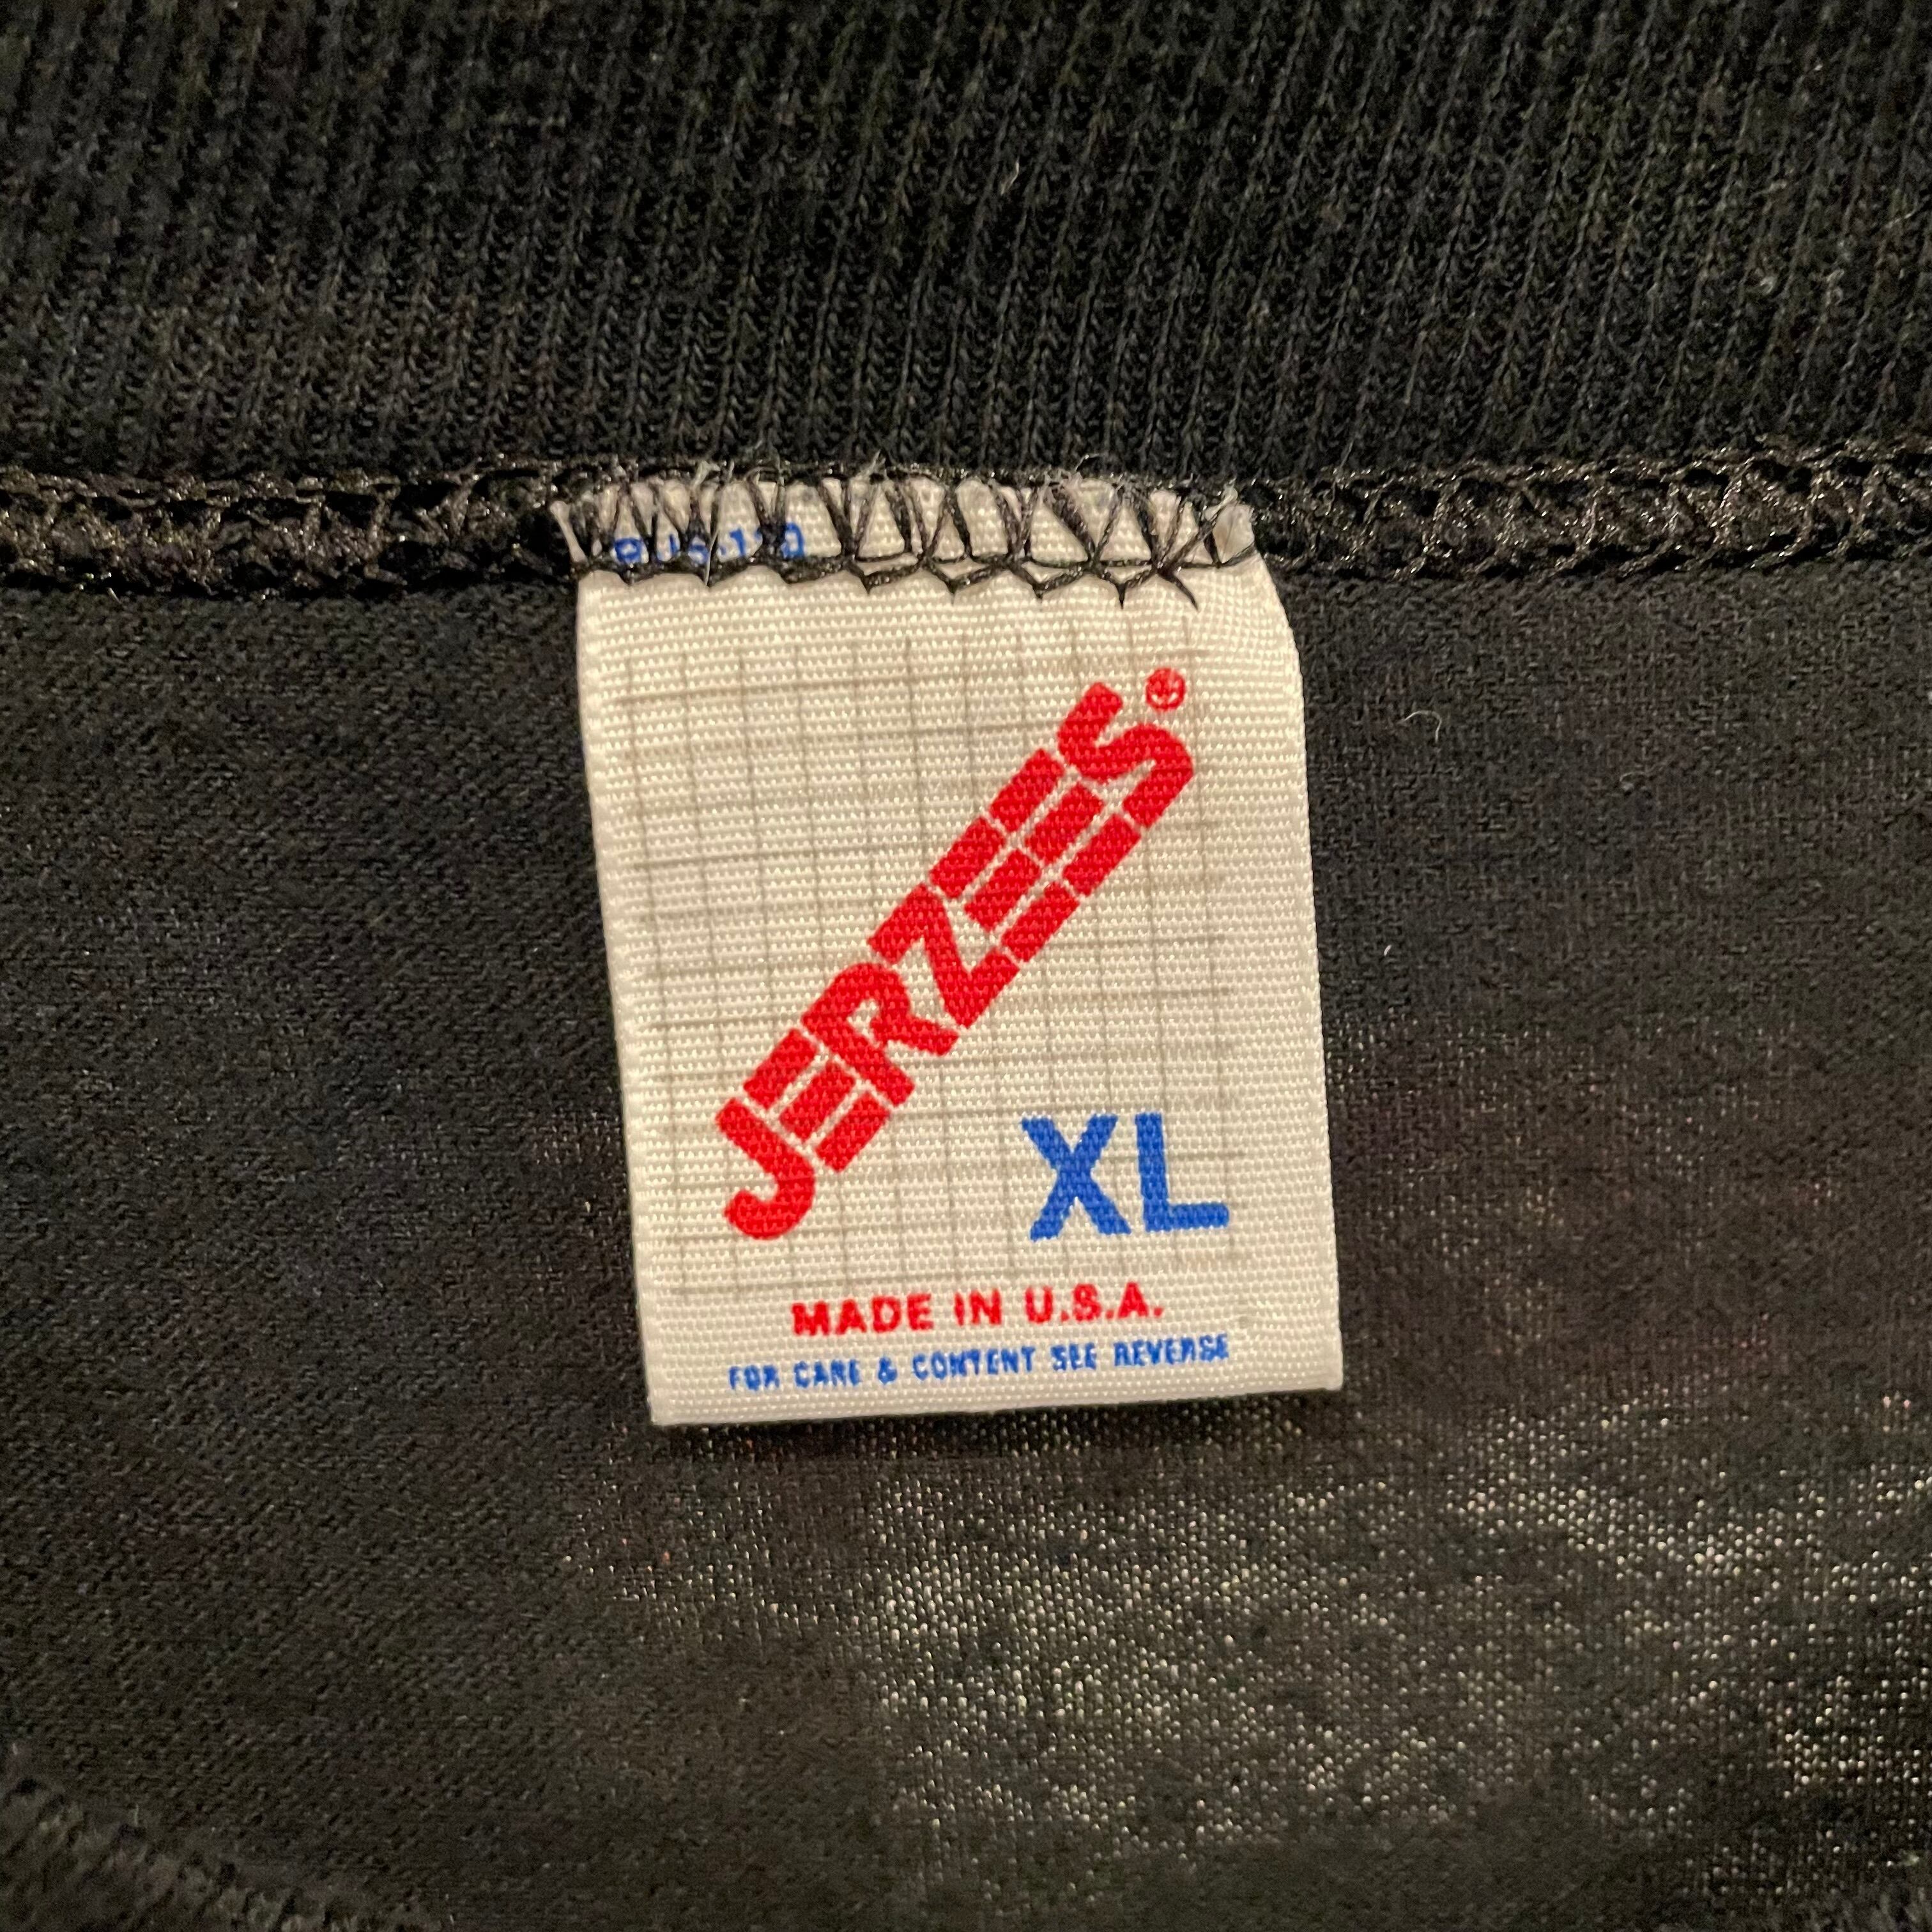 JERZEES®
XL
MADE IN U.S.A.
FOR CARE & CONTENT SEE REVERSE